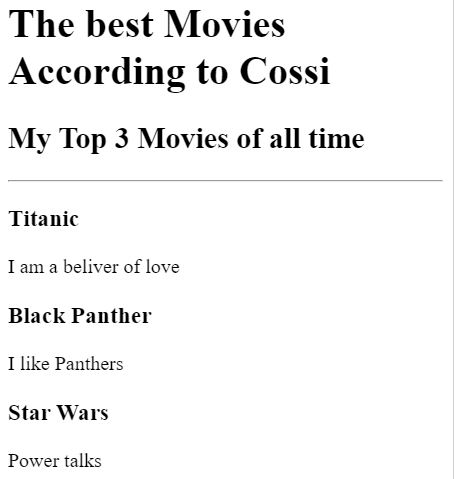 The best Movies
According to Cossi
My Top 3 Movies of all time
Titanic
I am a beliver of love
Black Panther
I like Panthers
Star Wars
Power talks